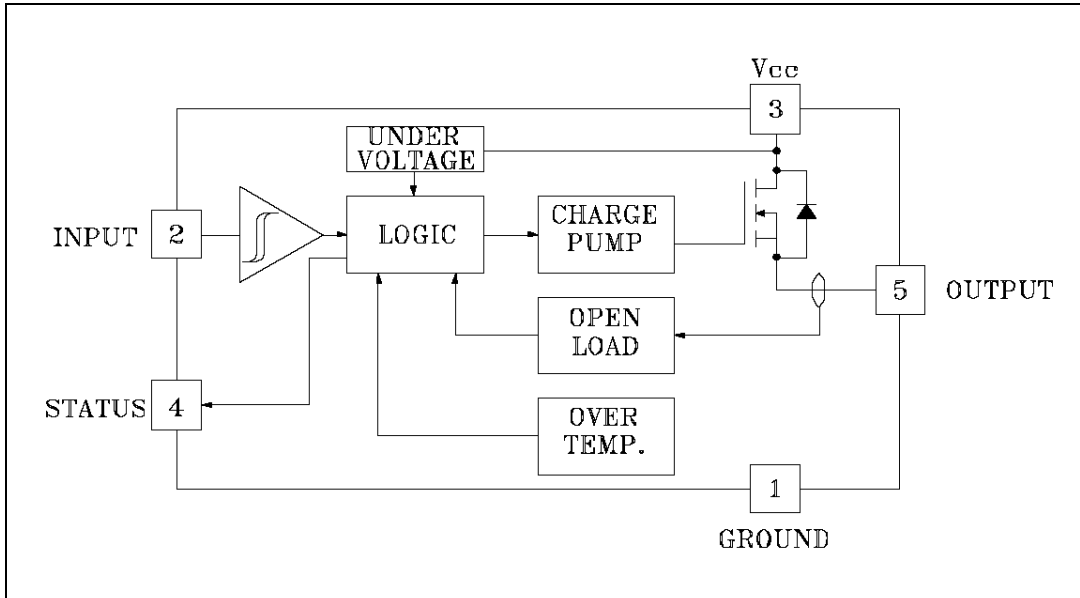 Vcc
3
UNDER
VOLTAGE
INPUT
2
LOGIC
CHARGE
PUMP
5
OUTPUT
OPEN
LOAD
STATUS
4
OVER
TEMP.
1
GROUND